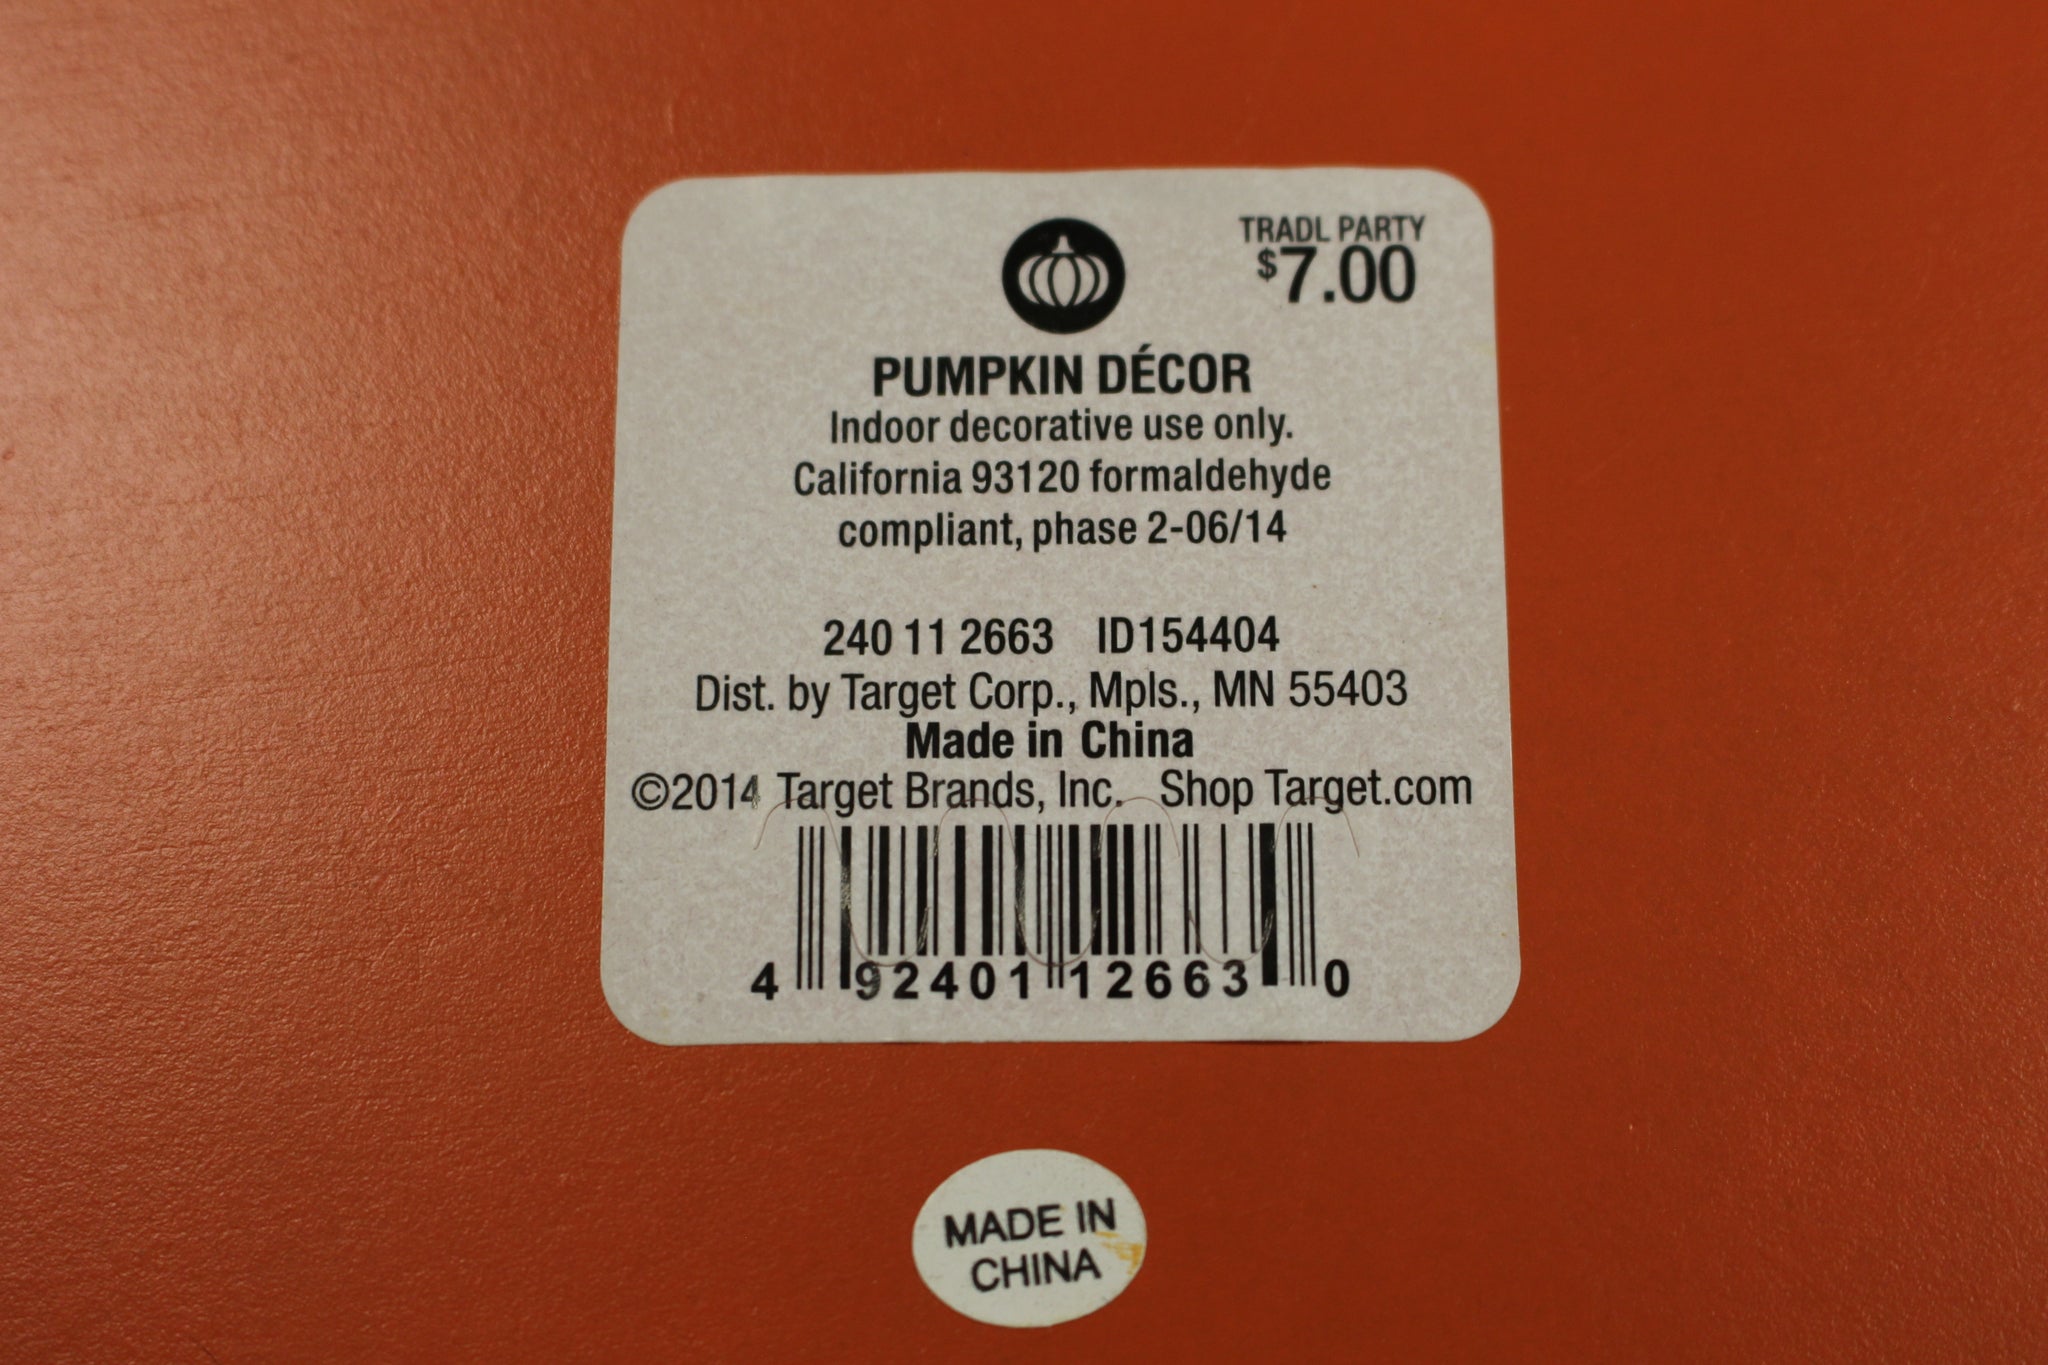 TRADL PARTY
$7.00
PUMPKIN DÉCOR
Indoor decorative use only.
California 93120 formaldehyde
compliant, phase 2-06/14
240 11 2663 ID154404
Dist. by Target Corp., Mpls., MN 55403
Made in China
©2014 Target Brands, Inc. Shop Target.com
4 92401 12663 0
MADE IN
CHINA